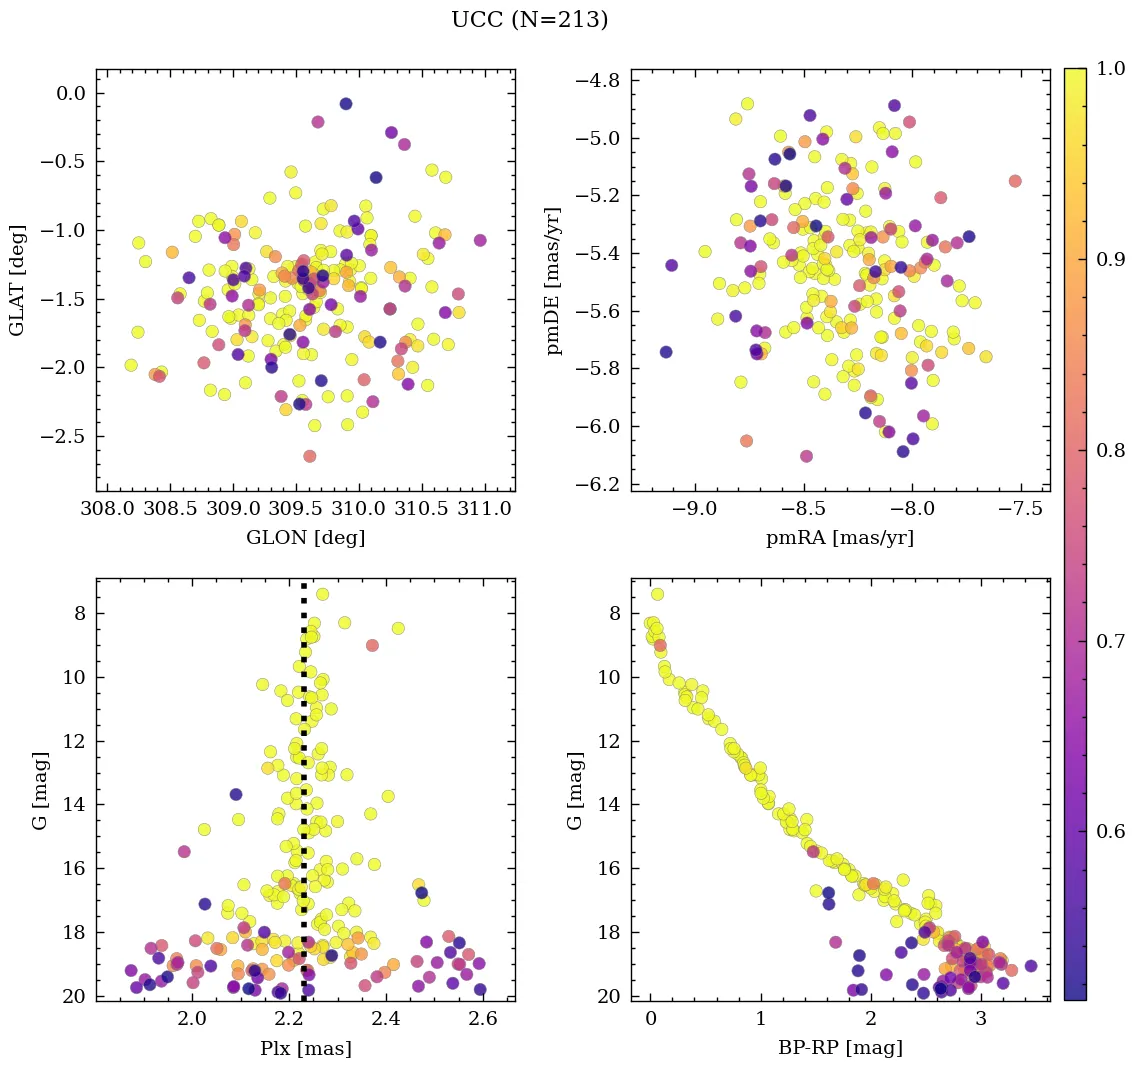 UCC (N=213)
0.0
−0.5
−1.0
−1.5
−2.0
−2.5
GLAT [deg]
308.0 308.5 309.0 309.5 310.0 310.5 311.0
GLON [deg]
−4.8
−5.0
−5.2
−5.4
−5.6
−5.8
−6.0
−6.2
pmDE [mas/yr]
−9.0 −8.5 −8.0 −7.5
pmRA [mas/yr]
8
10
12
14
16
18
20
G [mag]
2.0 2.2 2.4 2.6
Plx [mas]
8
10
12
14
16
18
20
G [mag]
0 1 2 3
BP-RP [mag]
1.0
0.9
0.8
0.7
0.6